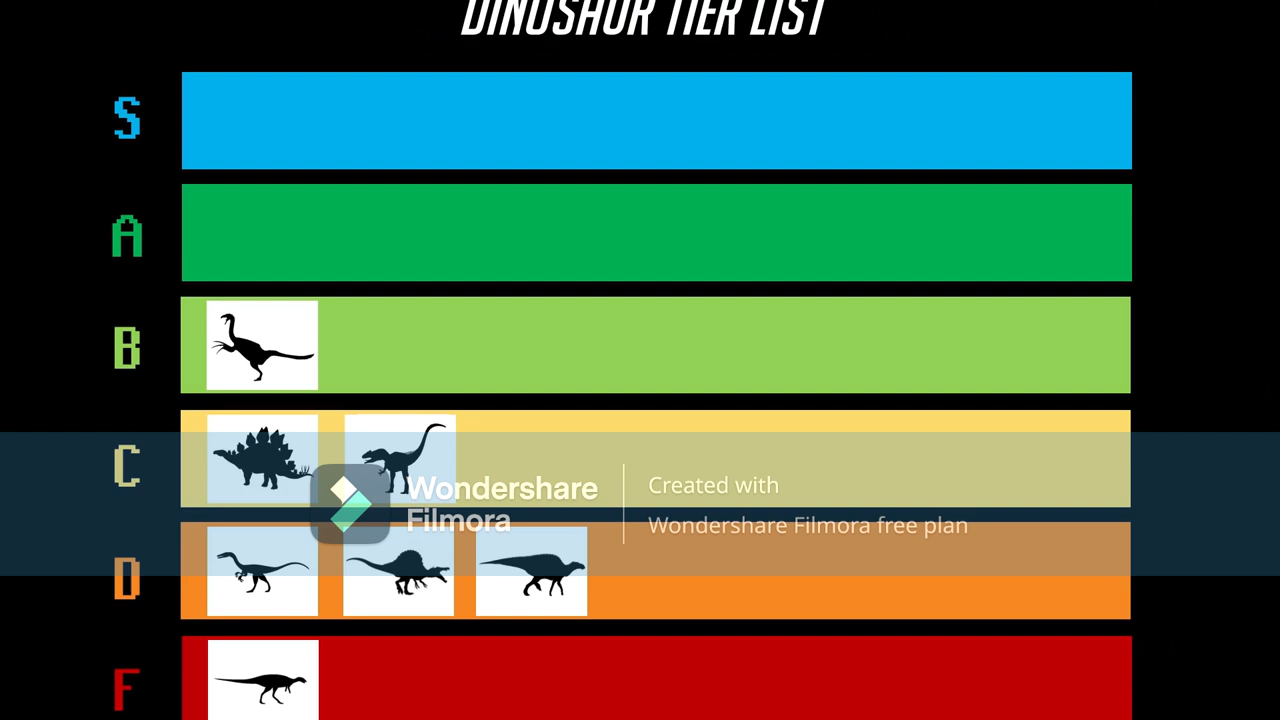 DINOSAUR TIER LIST
S
A
B
C
Wondershare
Filmora
Created with
Wondershare Filmora free plan
D
F